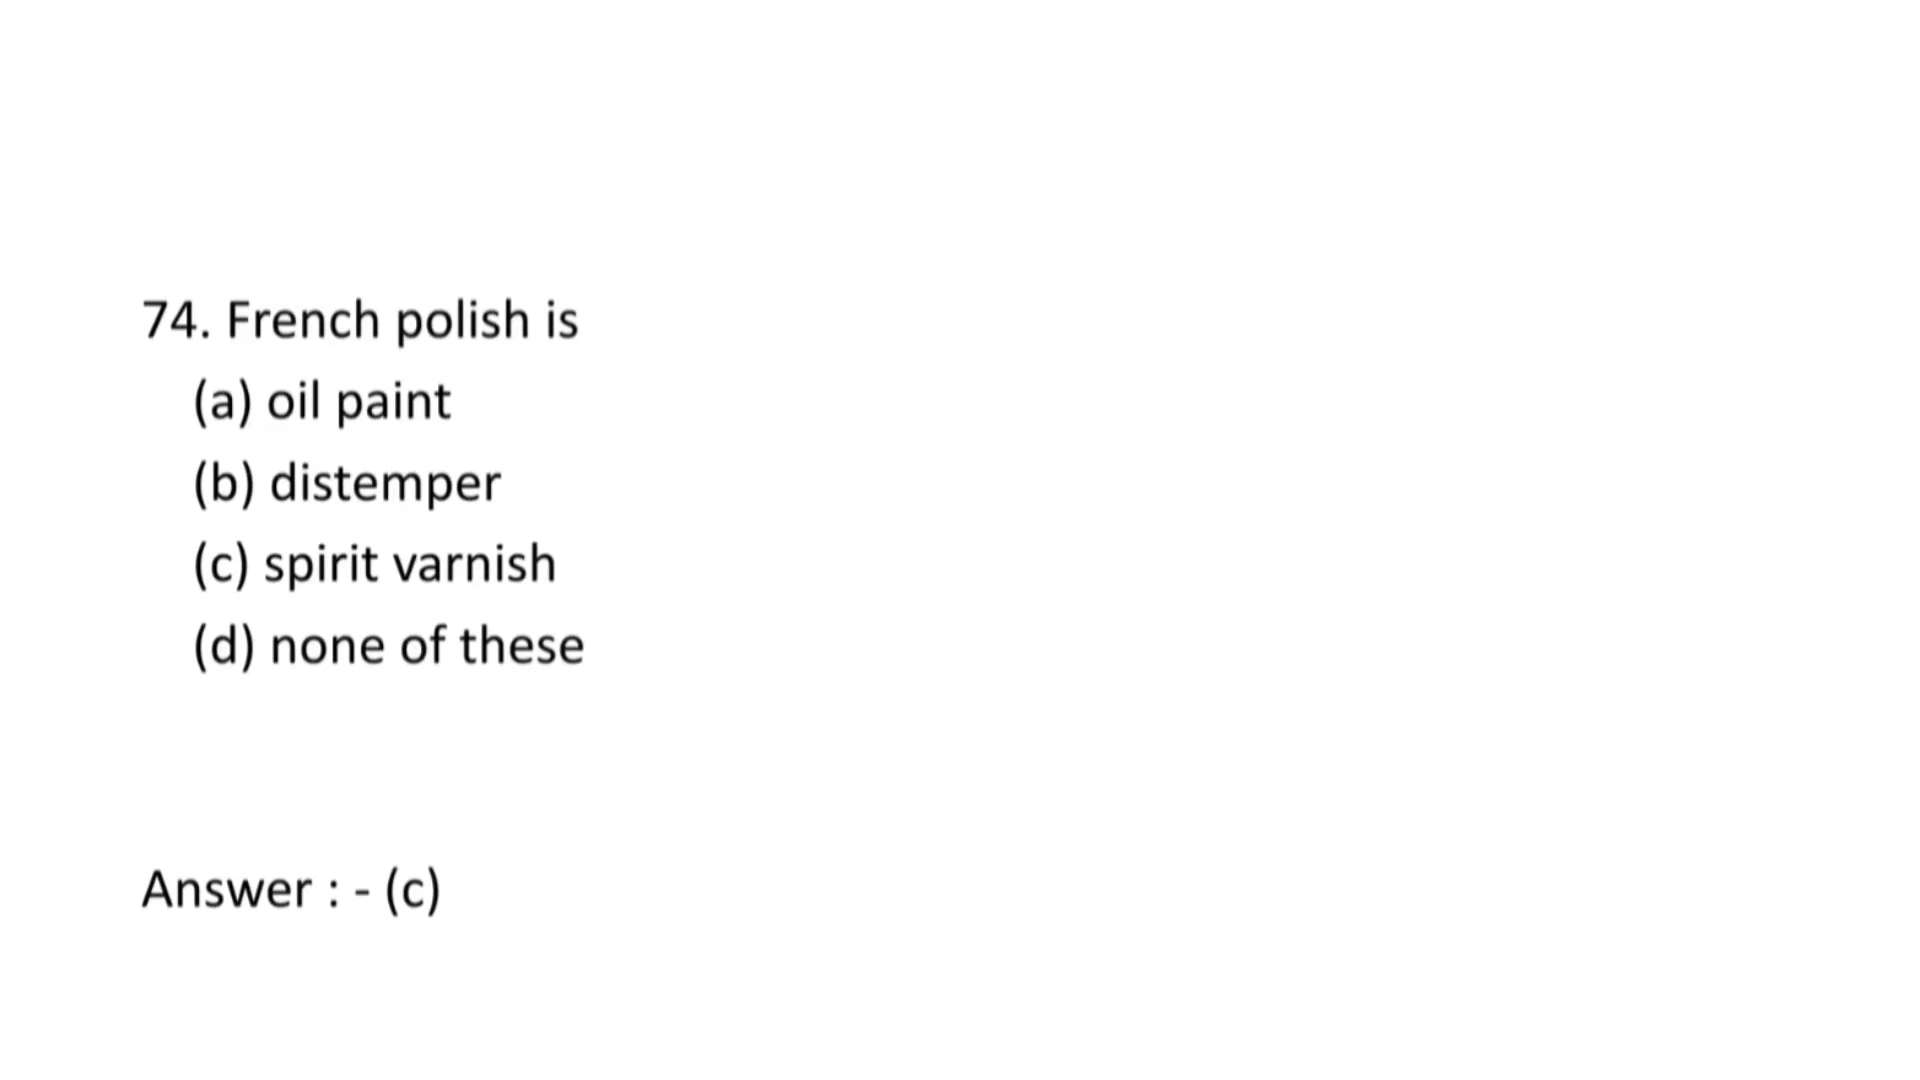 74. French polish is
(a) oil paint
(b) distemper
(c) spirit varnish
(d) none of these
Answer : - (c)